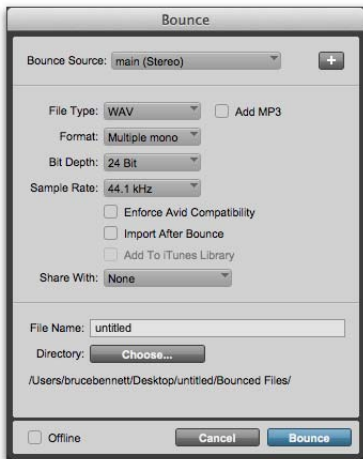 Bounce
Bounce Source: main (Stereo) +
File Type: WAV Add MP3
Format: Multiple mono
Bit Depth: 24 Bit
Sample Rate: 44.1 kHz
Enforce Avid Compatibility
Import After Bounce
Add To iTunes Library
Share With: None
File Name: untitled
Directory: Choose...
/Users/brucebennett/Desktop/untitled/Bounced Files/
Offline Cancel Bounce